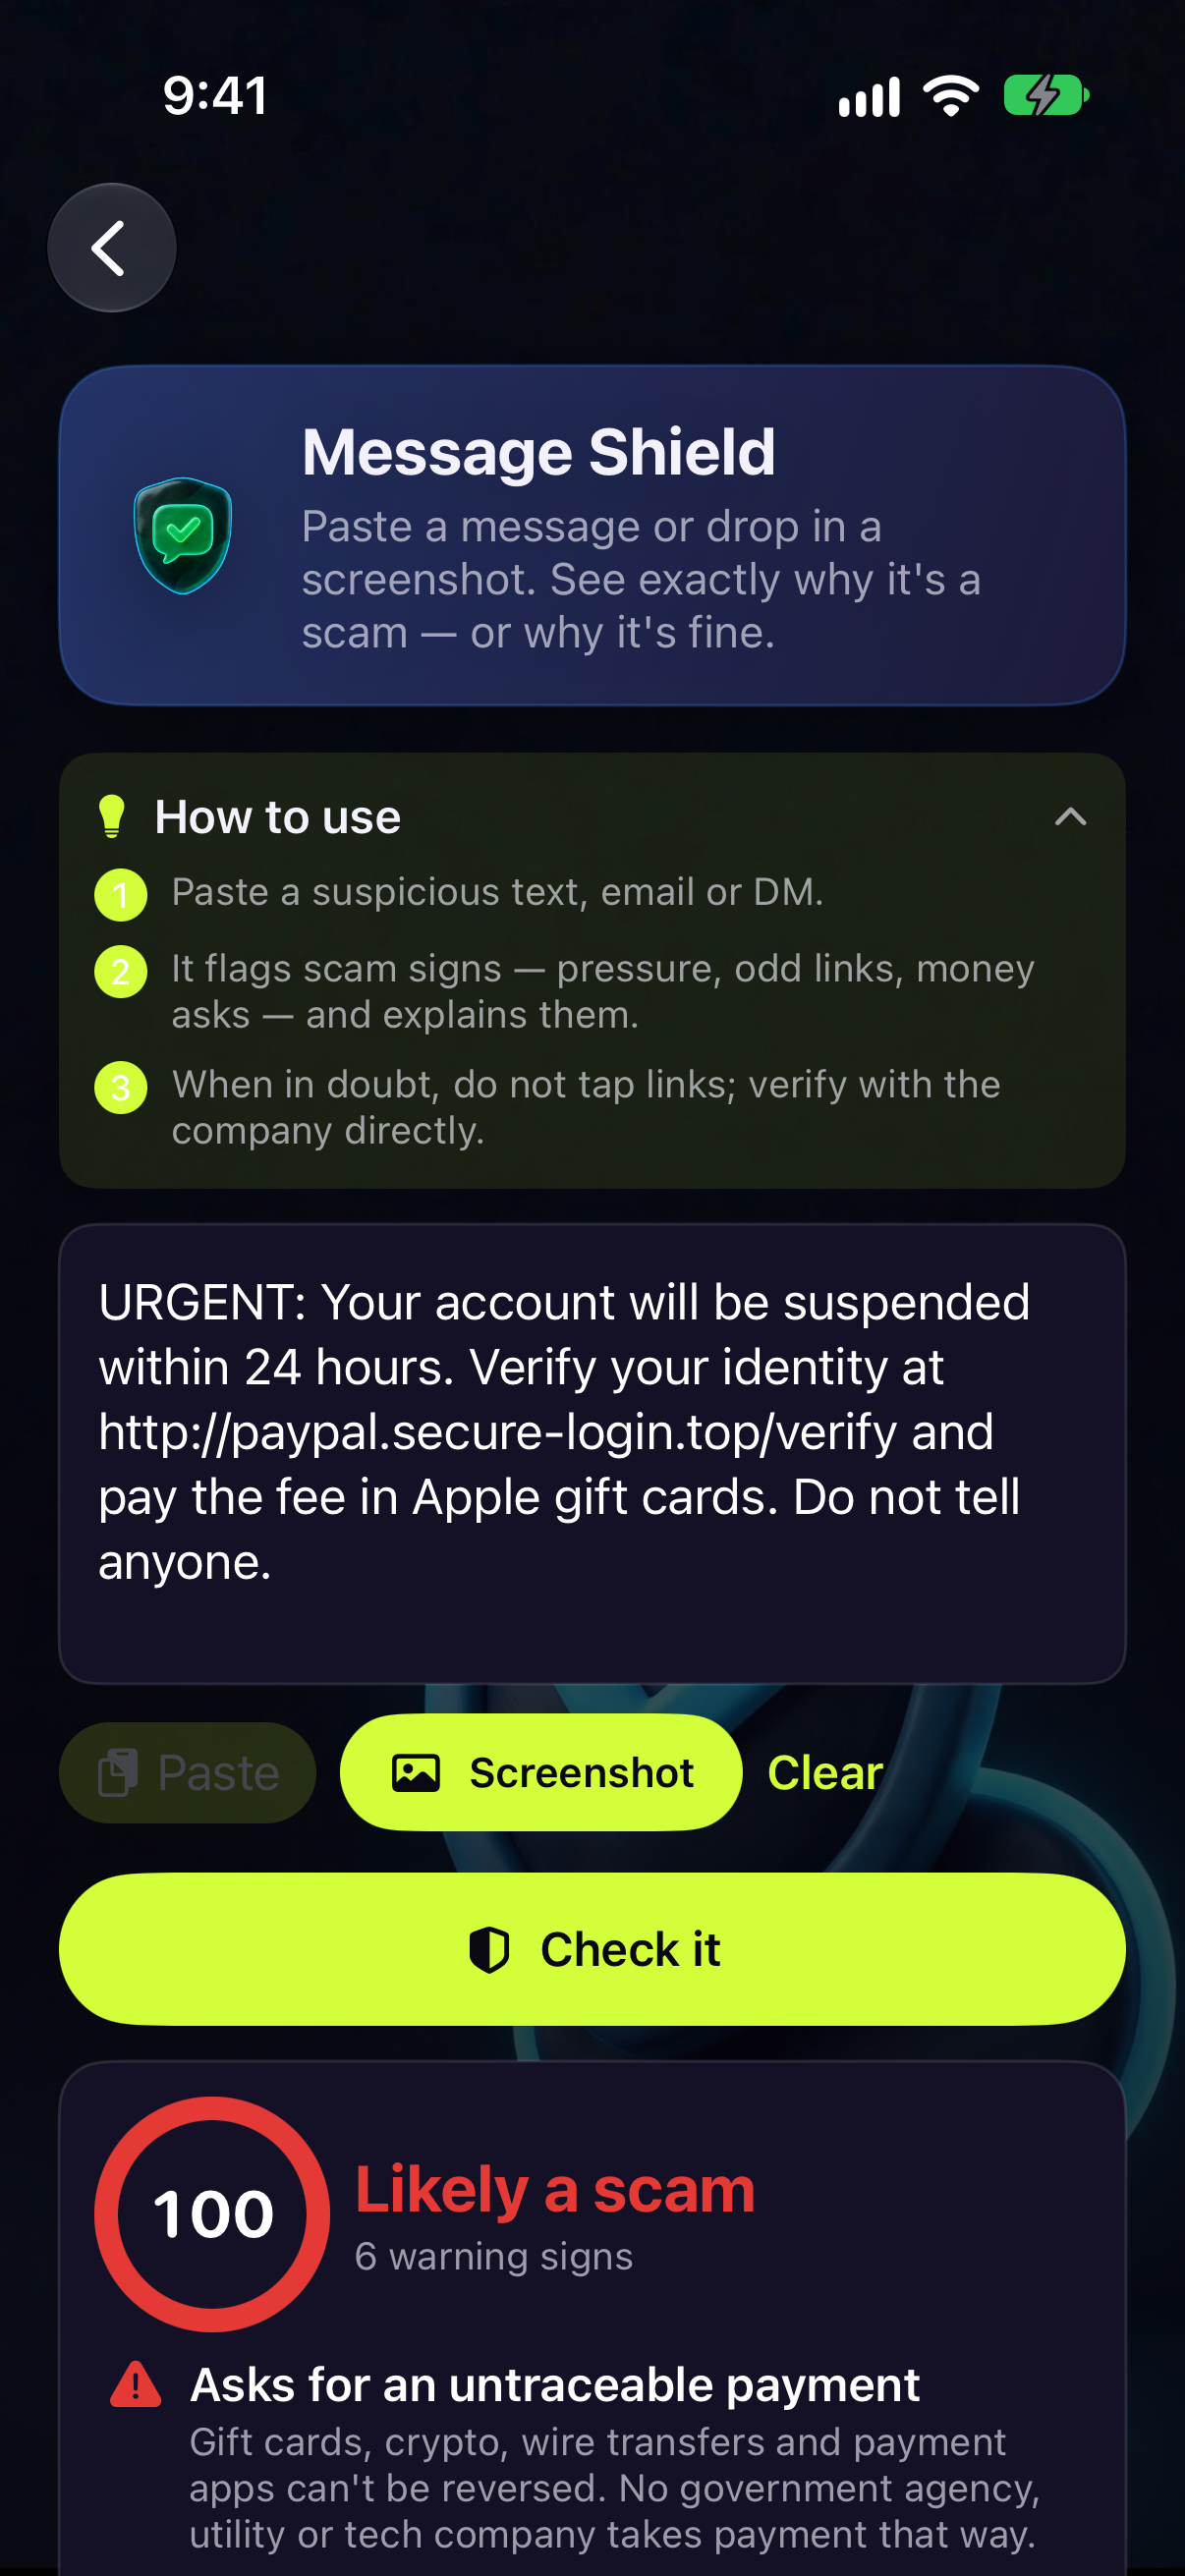 9:41
Message Shield
Paste a message or drop in a
screenshot. See exactly why it's a
scam — or why it's fine.
How to use
1 Paste a suspicious text, email or DM.
2 It flags scam signs — pressure, odd links, money
asks — and explains them.
3 When in doubt, do not tap links; verify with the
company directly.
URGENT: Your account will be suspended
within 24 hours. Verify your identity at
http://paypal.secure-login.top/verify and
pay the fee in Apple gift cards. Do not tell
anyone.
Paste Screenshot Clear
Check it
100
Likely a scam
6 warning signs
Asks for an untraceable payment
Gift cards, crypto, wire transfers and payment
apps can't be reversed. No government agency,
utility or tech company takes payment that way.